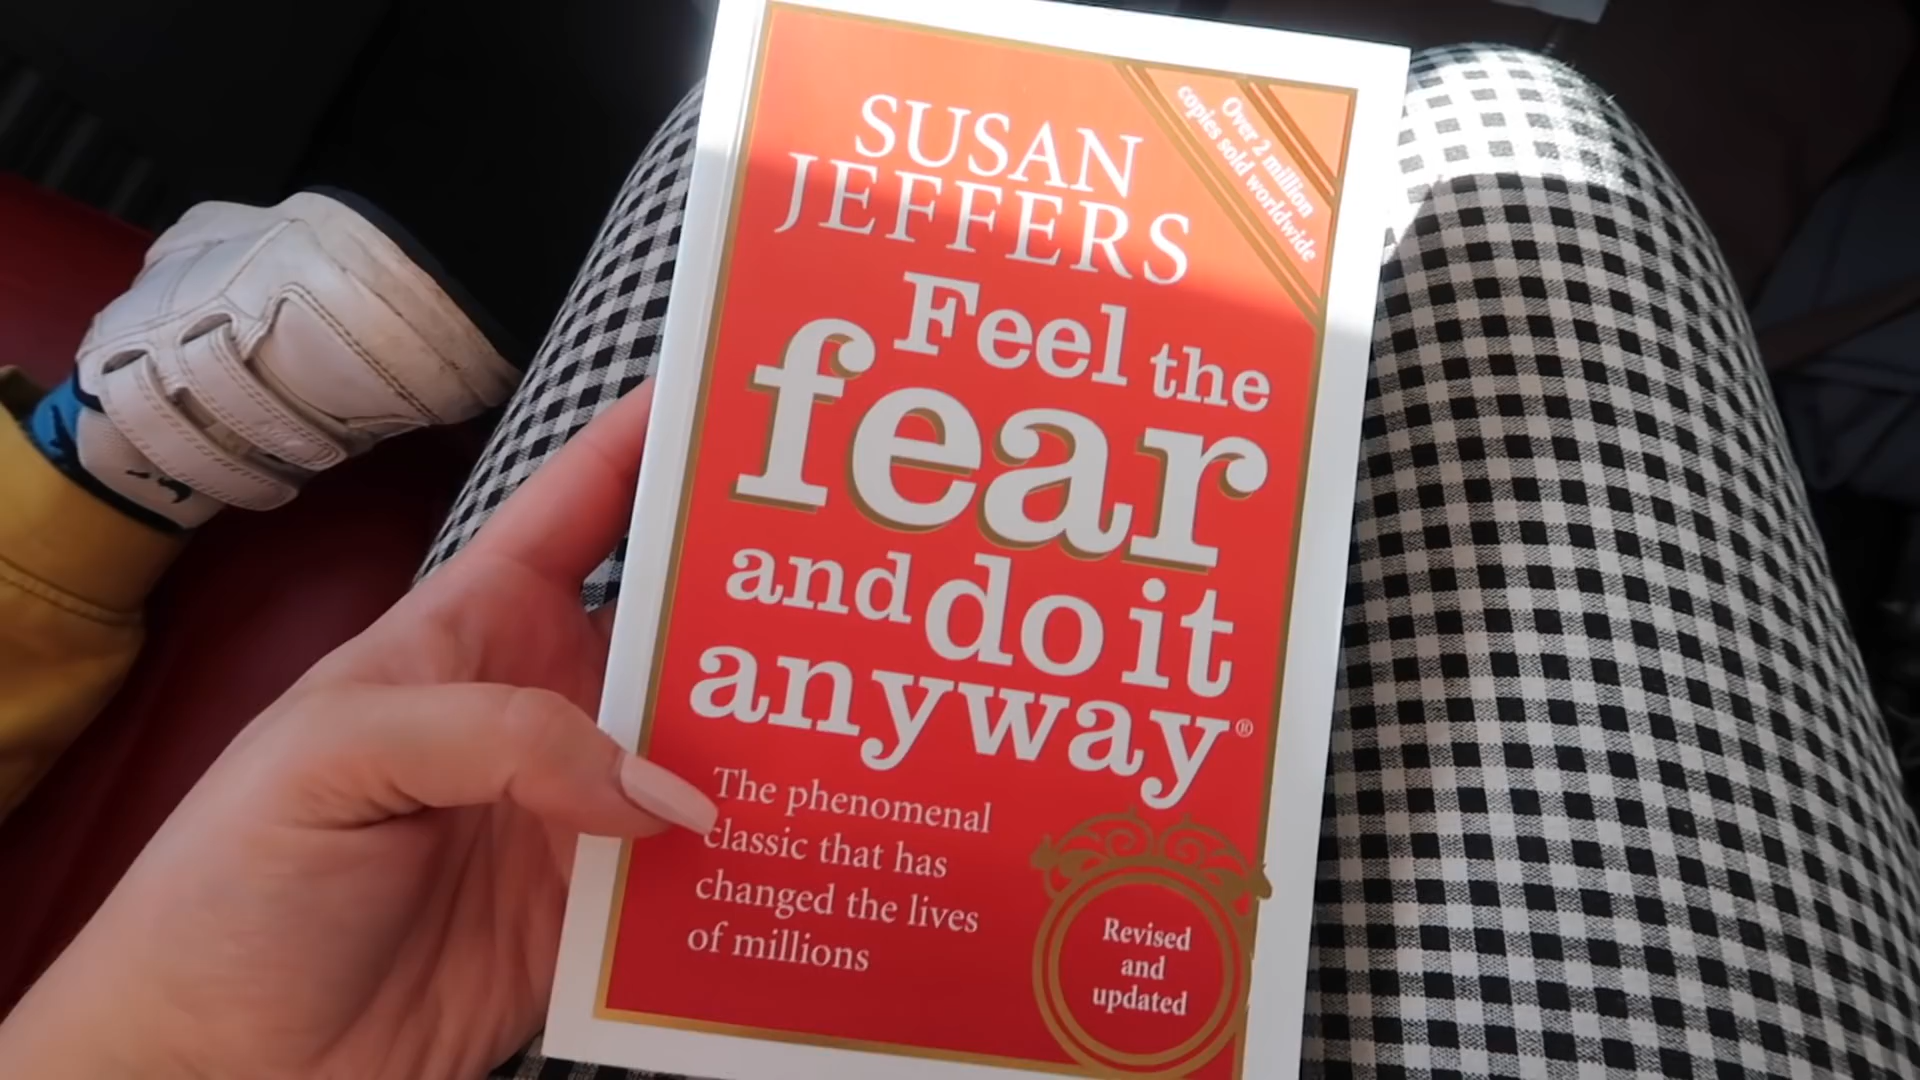 Over 2 million
copies sold worldwide
SUSAN
JEFFERS
Feel the
fear
and do it
anyway®
The phenomenal
classic that has
changed the lives
of millions
Revised
and
updated